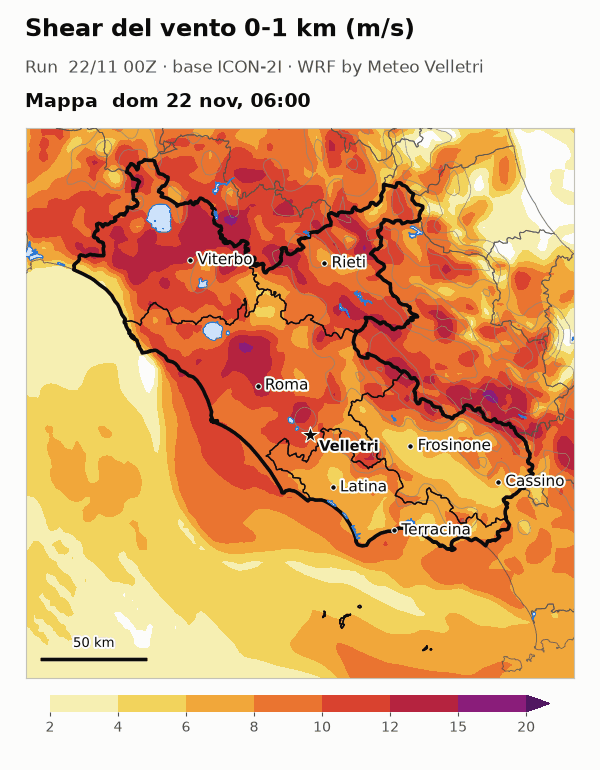 Shear del vento 0-1 km (m/s)
Run  22/11 00Z · base ICON-2I · WRF by Meteo Velletri
Mappa  dom 22 nov, 06:00
Viterbo
Rieti
Roma
Velletri
Frosinone
Cassino
Latina
Terracina
50 km
2 4 6 8 10 12 15 20